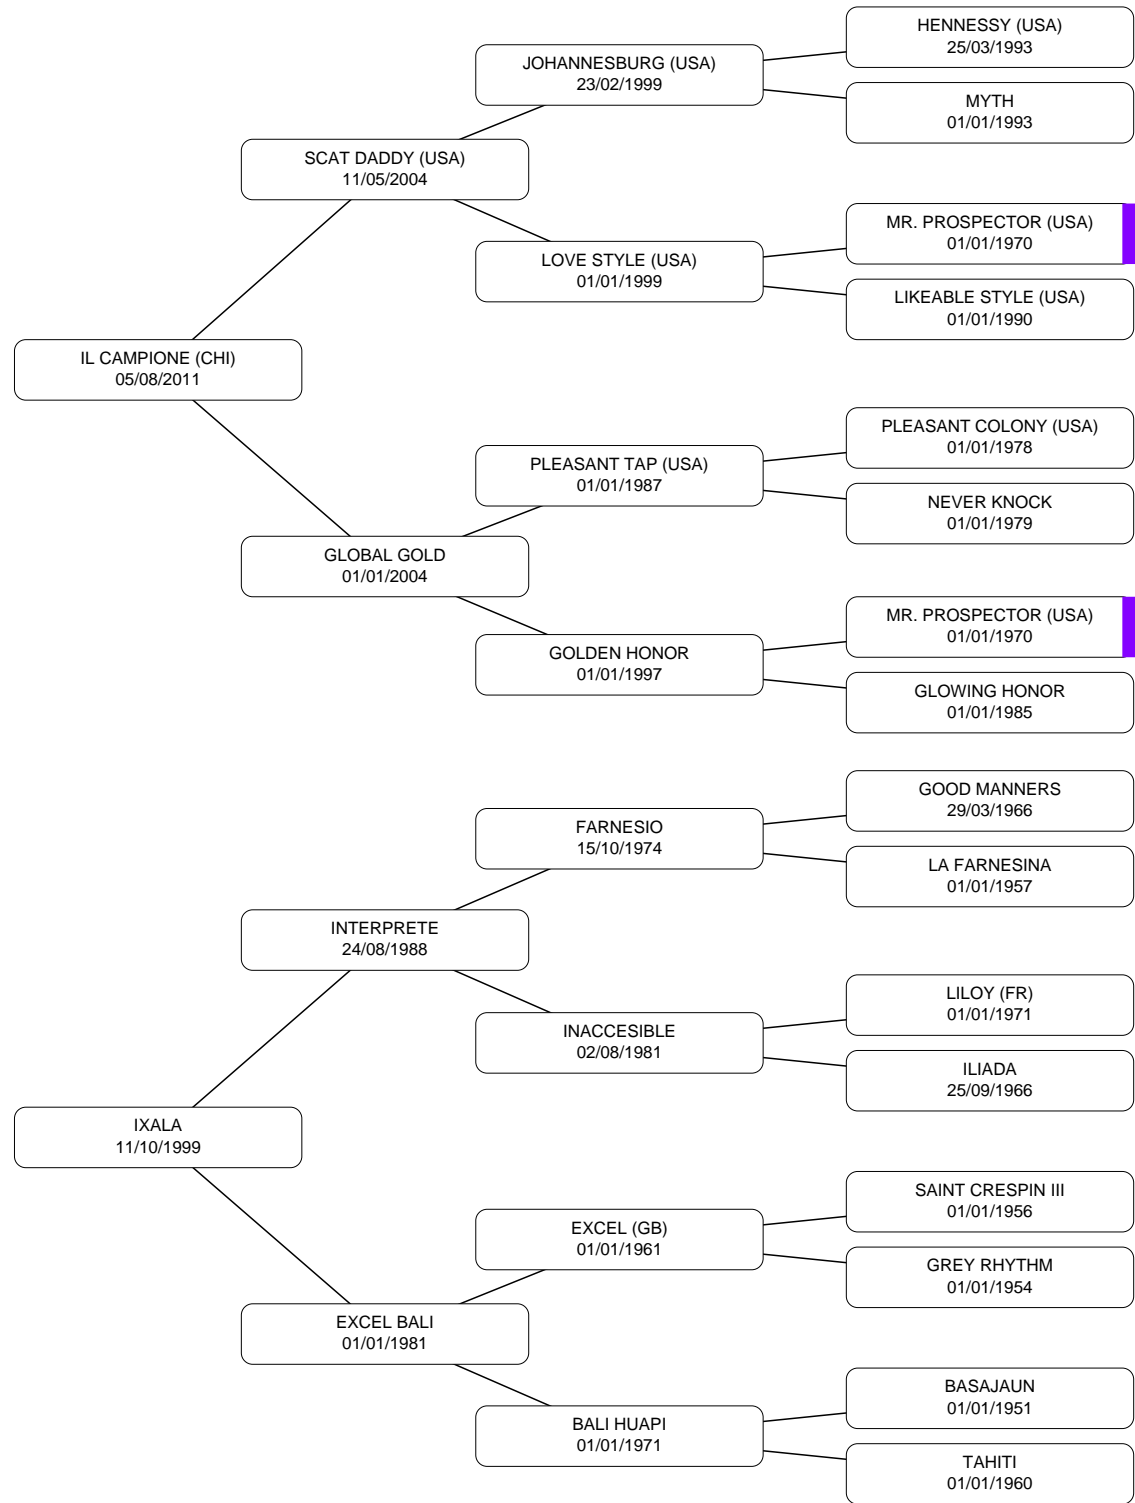 HENNESSY (USA)
25/03/1993
JOHANNESBURG (USA)
23/02/1999
MYTH
01/01/1993
SCAT DADDY (USA)
11/05/2004
MR. PROSPECTOR (USA)
01/01/1970
LOVE STYLE (USA)
01/01/1999
LIKEABLE STYLE (USA)
01/01/1990
IL CAMPIONE (CHI)
05/08/2011
PLEASANT COLONY (USA)
01/01/1978
PLEASANT TAP (USA)
01/01/1987
NEVER KNOCK
01/01/1979
GLOBAL GOLD
01/01/2004
MR. PROSPECTOR (USA)
01/01/1970
GOLDEN HONOR
01/01/1997
GLOWING HONOR
01/01/1985
GOOD MANNERS
29/03/1966
FARNESIO
15/10/1974
LA FARNESINA
01/01/1957
INTERPRETE
24/08/1988
LILOY (FR)
01/01/1971
INACCESIBLE
02/08/1981
ILIADA
25/09/1966
IXALA
11/10/1999
SAINT CRESPIN III
01/01/1956
EXCEL (GB)
01/01/1961
GREY RHYTHM
01/01/1954
EXCEL BALI
01/01/1981
BASAJAUN
01/01/1951
BALI HUAPI
01/01/1971
TAHITI
01/01/1960